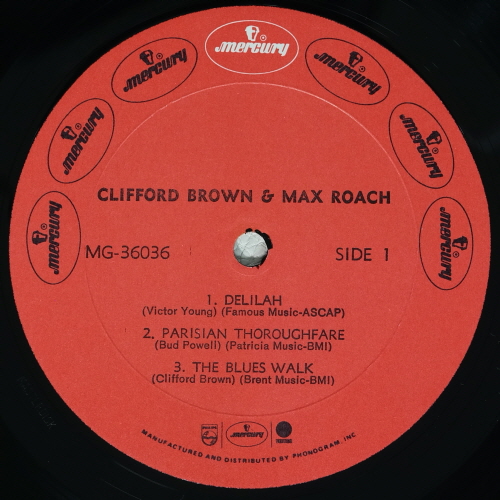 mercury
mercury
mercury
mercury
mercury
mercury
mercury
CLIFFORD BROWN & MAX ROACH
MG-36036
SIDE 1
1. DELILAH
(Victor Young) (Famous Music-ASCAP)
2. PARISIAN THOROUGHFARE
(Bud Powell) (Patricia Music-BMI)
3. THE BLUES WALK
(Clifford Brown) (Brent Music-BMI)
mercury
MANUFACTURED AND DISTRIBUTED BY PHONOGRAM, INC.